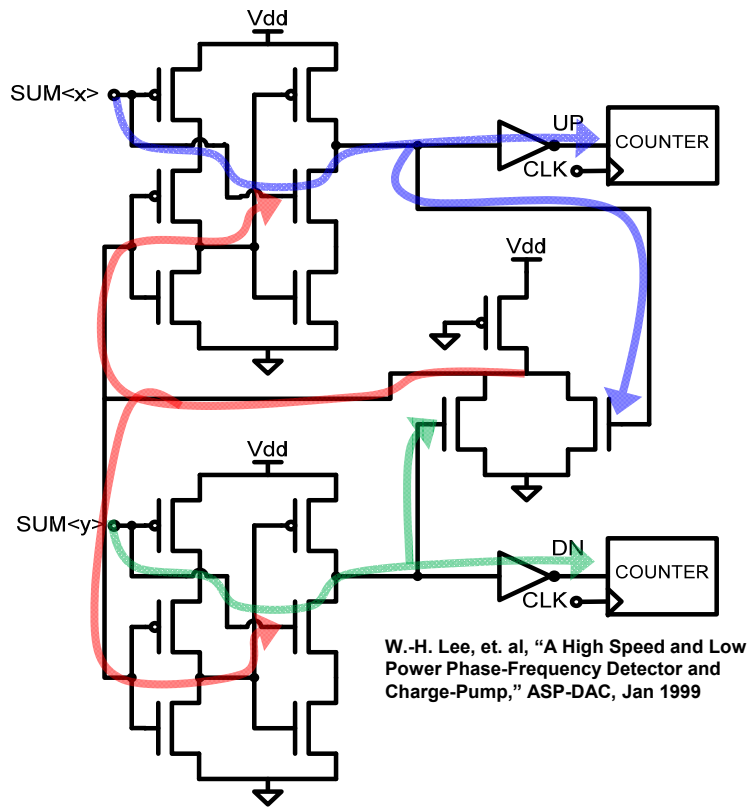 Vdd
SUM<x>
UP
COUNTER
CLK
Vdd
Vdd
SUM<y>
DN
COUNTER
CLK
W.-H. Lee, et. al, “A High Speed and Low
Power Phase-Frequency Detector and
Charge-Pump,” ASP-DAC, Jan 1999